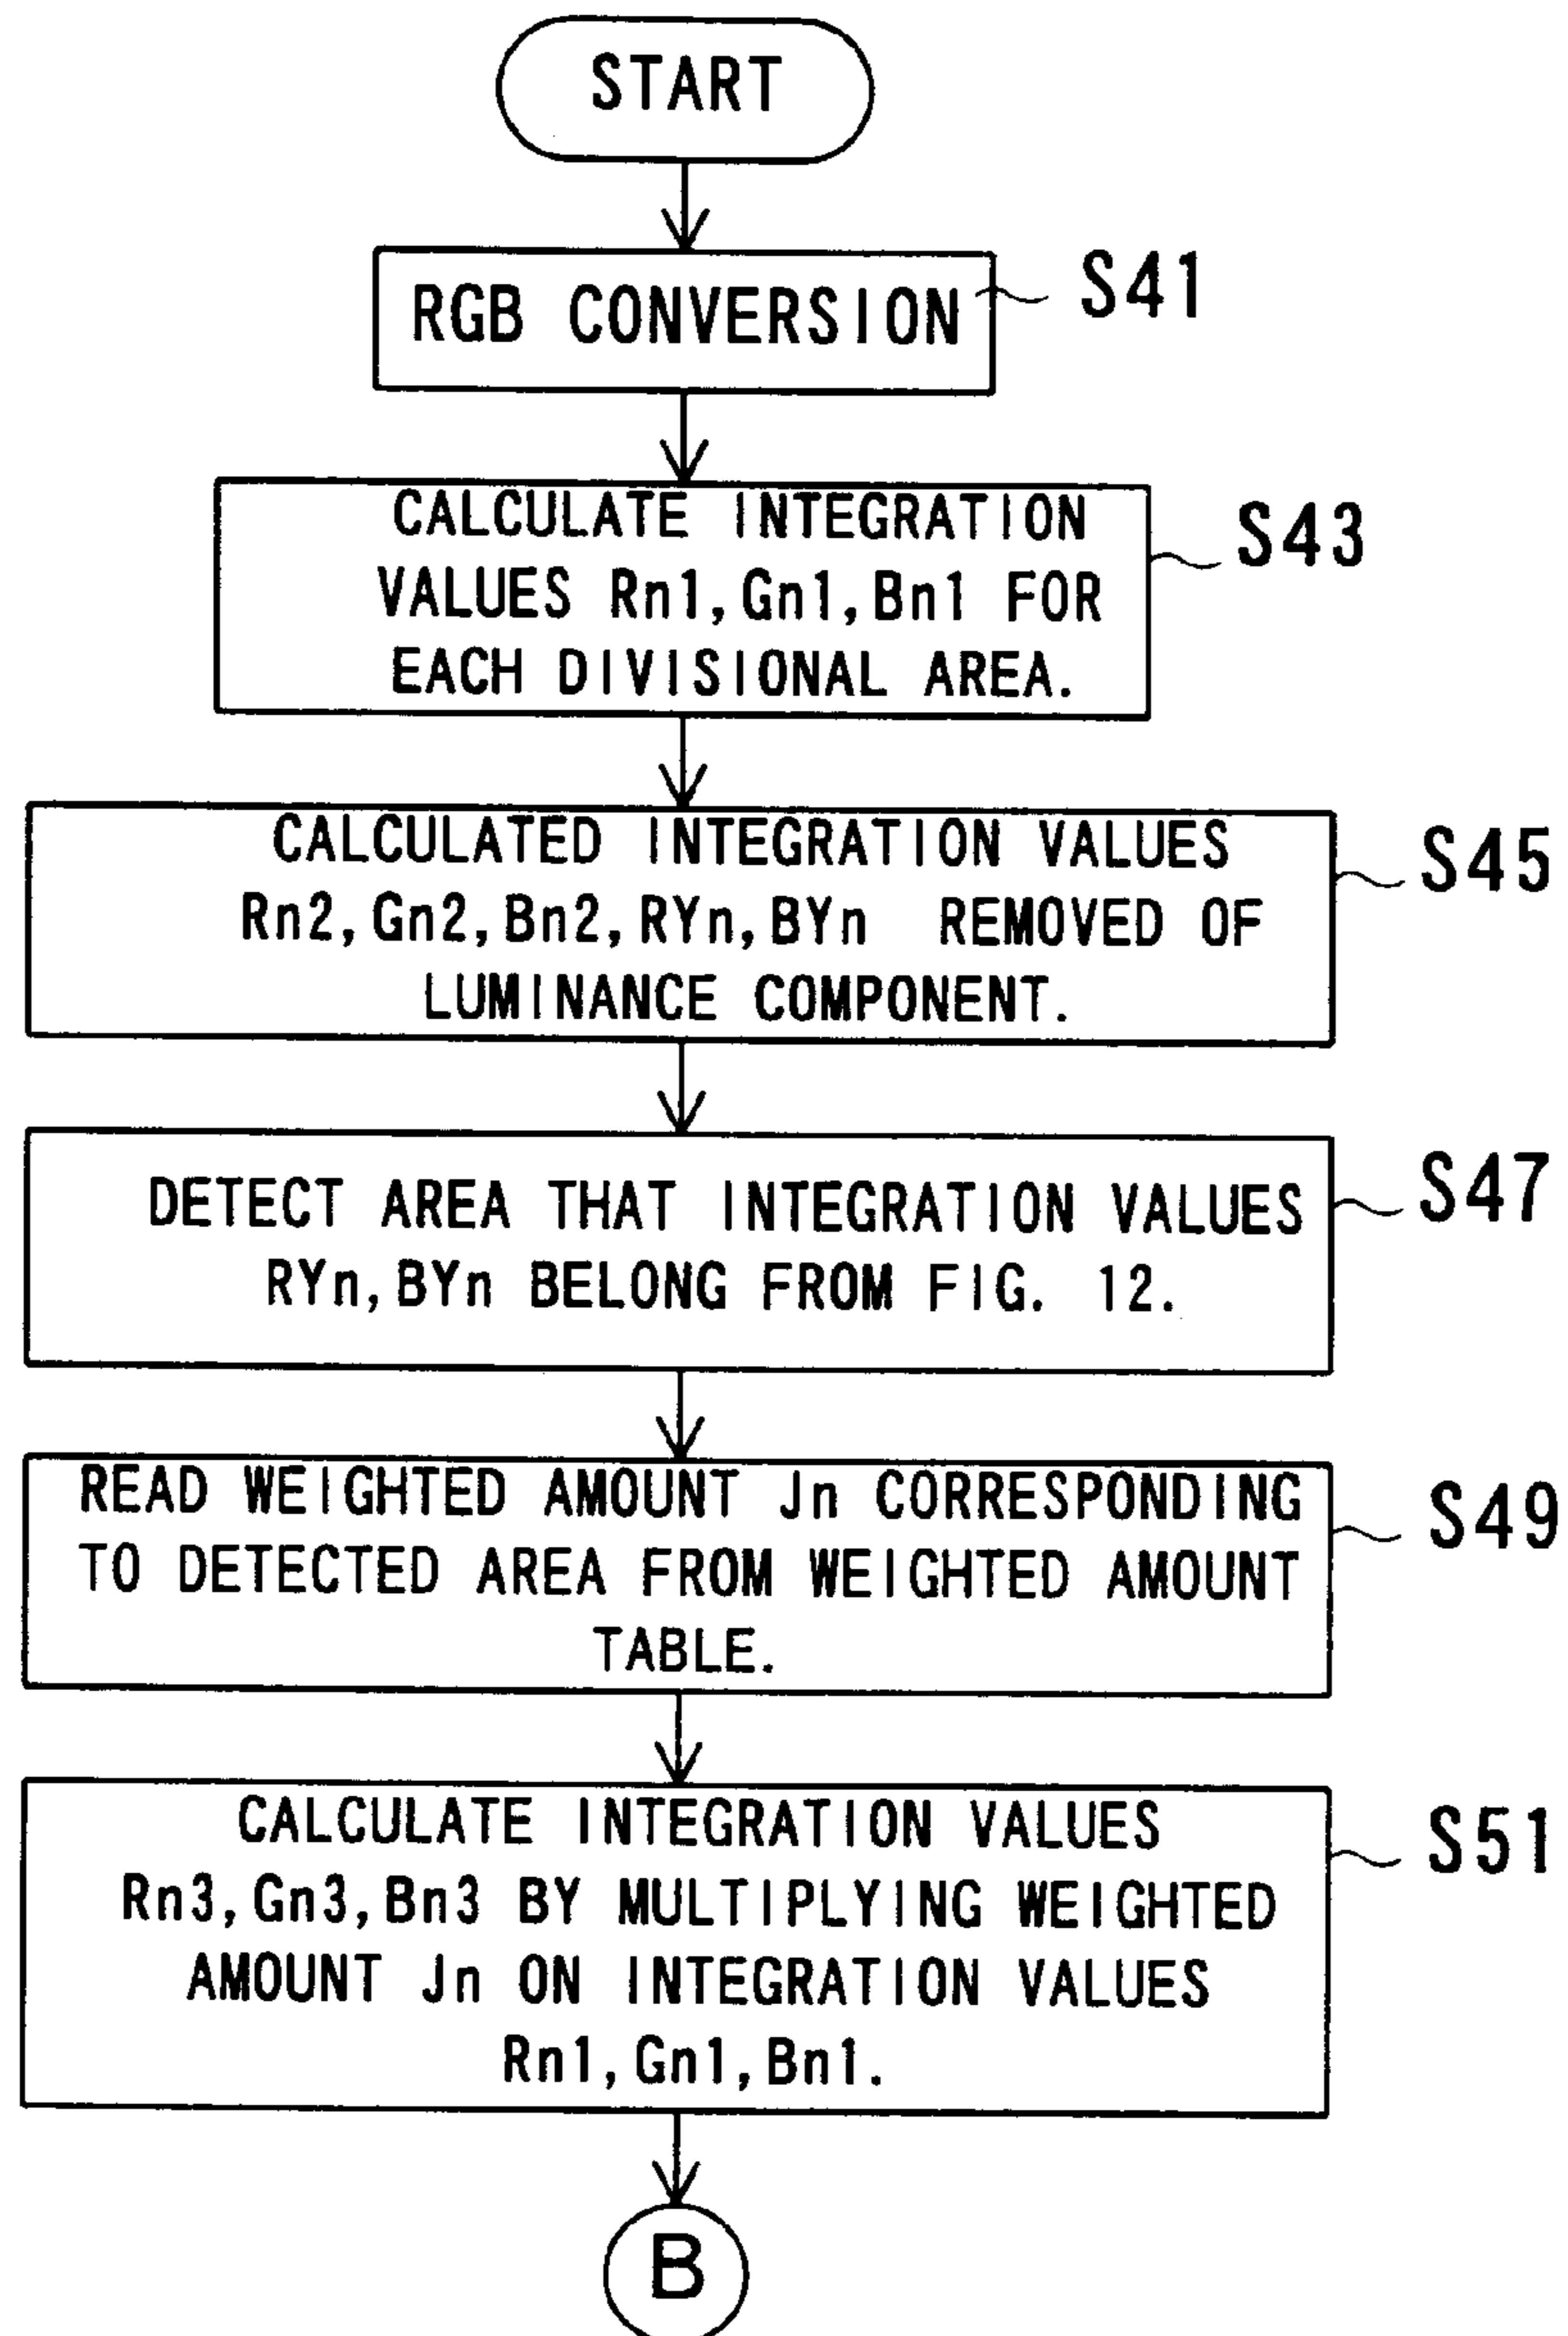 START
RGB CONVERSION
S41
CALCULATE INTEGRATION
VALUES Rn1, Gn1, Bn1 FOR
EACH DIVISIONAL AREA.
S43
CALCULATED INTEGRATION VALUES
Rn2, Gn2, Bn2, RYn, BYn REMOVED OF
LUMINANCE COMPONENT.
S45
DETECT AREA THAT INTEGRATION VALUES
RYn, BYn BELONG FROM FIG. 12.
S47
READ WEIGHTED AMOUNT Jn CORRESPONDING
TO DETECTED AREA FROM WEIGHTED AMOUNT
TABLE.
S49
CALCULATE INTEGRATION VALUES
Rn3, Gn3, Bn3 BY MULTIPLYING WEIGHTED
AMOUNT Jn ON INTEGRATION VALUES
Rn1, Gn1, Bn1.
S51
B